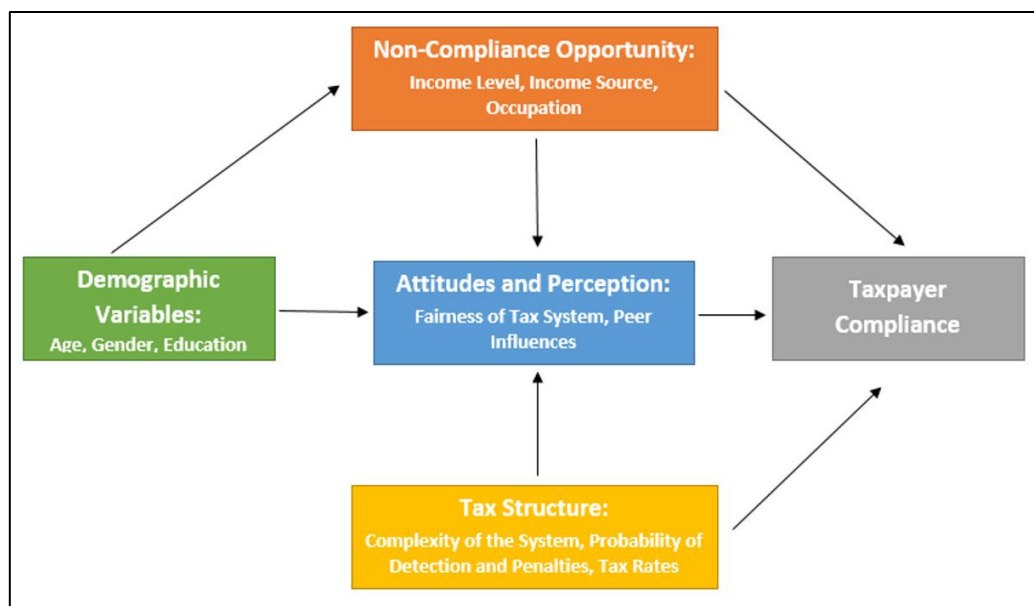 Non-Compliance Opportunity:
Income Level, Income Source,
Occupation
Demographic
Variables:
Age, Gender, Education
Attitudes and Perception:
Fairness of Tax System, Peer
Influences
Taxpayer
Compliance
Tax Structure:
Complexity of the System, Probability of
Detection and Penalties, Tax Rates